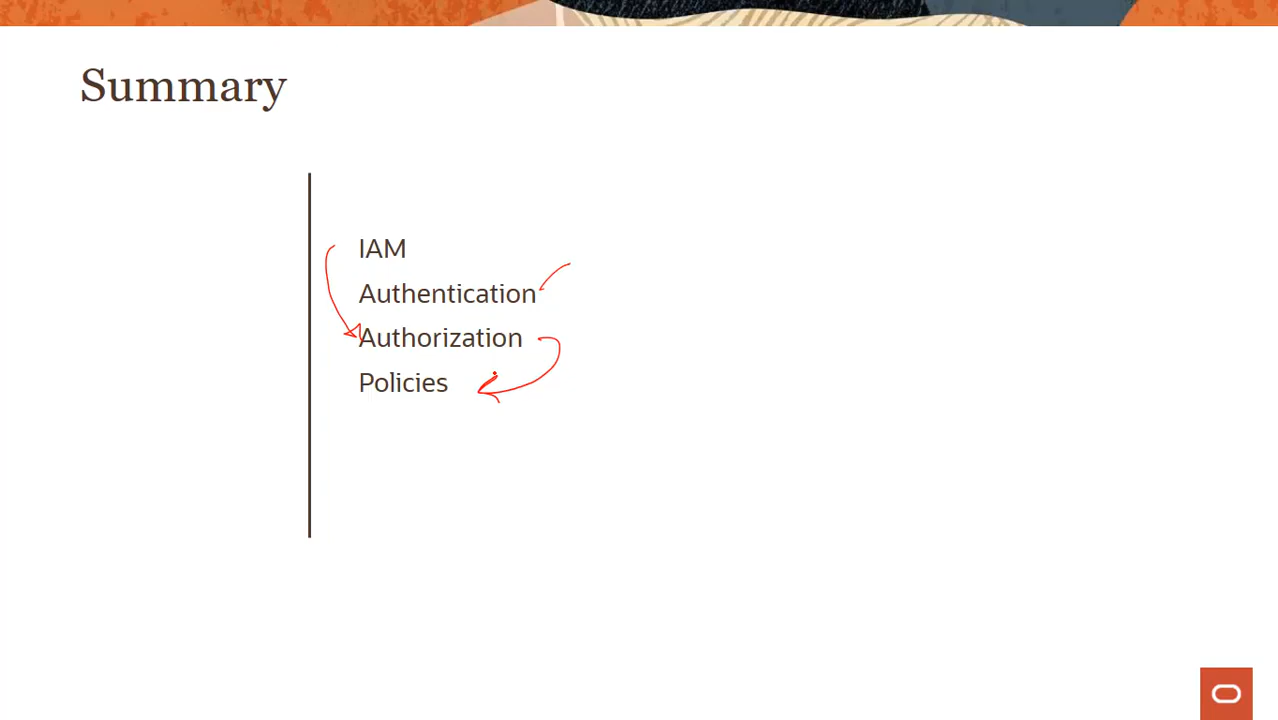 Summary
IAM
Authentication
Authorization
Policies